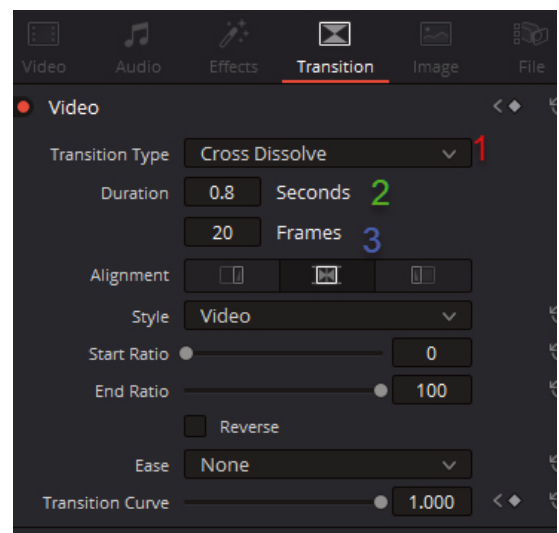 Video Audio Effects Transition Image File
Video
Transition Type Cross Dissolve 1
Duration 0.8 Seconds 2
20 Frames 3
Alignment
Style Video
Start Ratio 0
End Ratio 100
Reverse
Ease None
Transition Curve 1.000